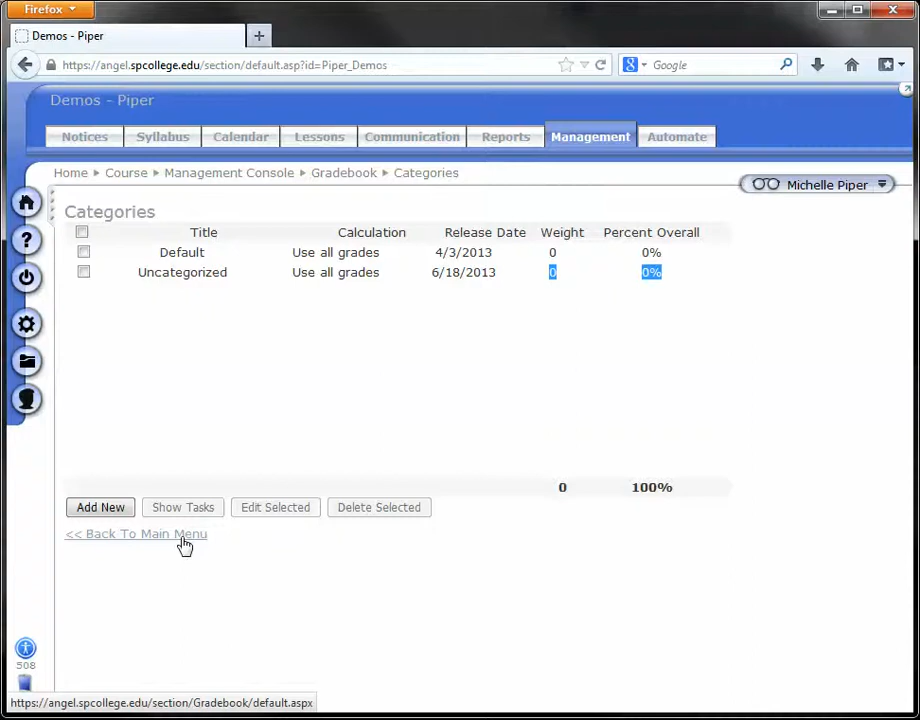 Firefox
Demos - Piper
https://angel.spcollege.edu/section/default.asp?id=Piper_Demos
Google
Demos - Piper
Notices Syllabus Calendar Lessons Communication Reports Management Automate
Home Course Management Console Gradebook Categories
Michelle Piper
Categories
Title Calculation Release Date Weight Percent Overall
Default Use all grades 4/3/2013 0 0%
Uncategorized Use all grades 6/18/2013 0 0%
0 100%
Add New Show Tasks Edit Selected Delete Selected
<< Back To Main Menu
508
https://angel.spcollege.edu/section/Gradebook/default.aspx